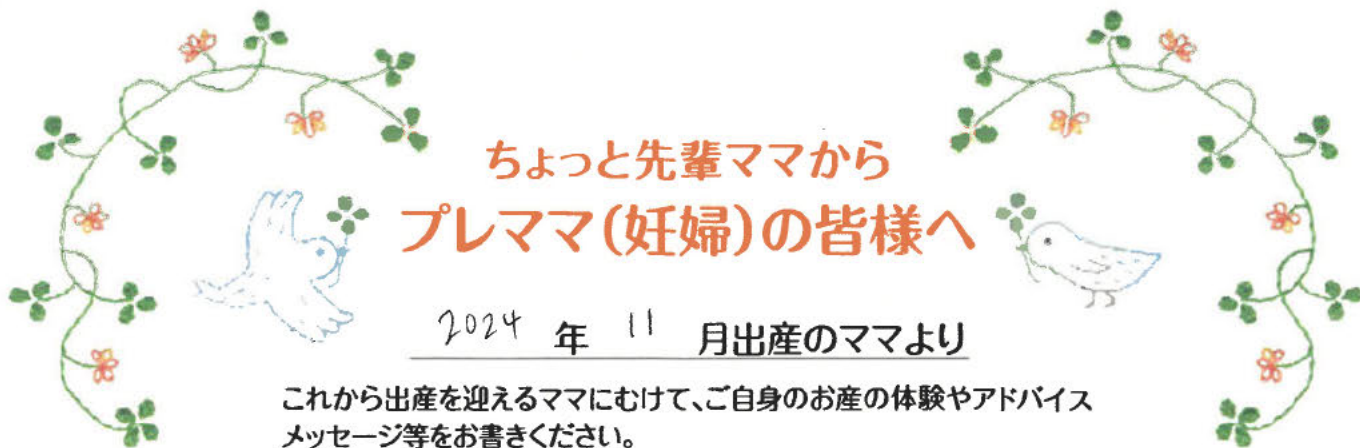 ちょっと先輩ママから
プレママ(妊婦)の皆様へ
2024 年 11 月出産のママより
これから出産を迎えるママにむけて、ご自身のお産の体験やアドバイス
メッセージ等をお書きください。